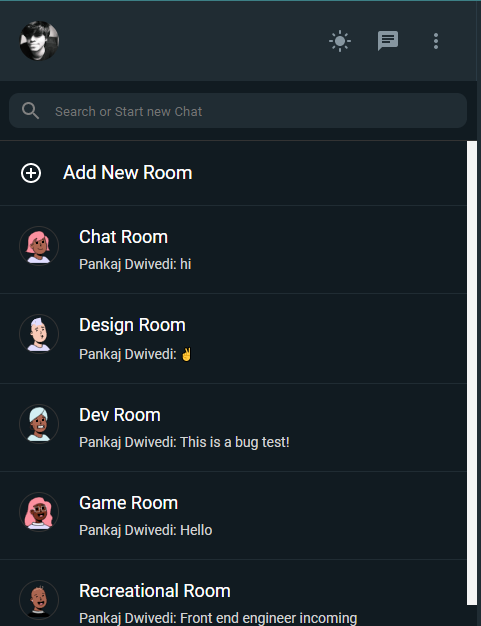 Search or Start new Chat
Add New Room
Chat Room
Pankaj Dwivedi: hi
Design Room
Pankaj Dwivedi: ✌
Dev Room
Pankaj Dwivedi: This is a bug test!
Game Room
Pankaj Dwivedi: Hello
Recreational Room
Pankaj Dwivedi: Front end engineer incoming